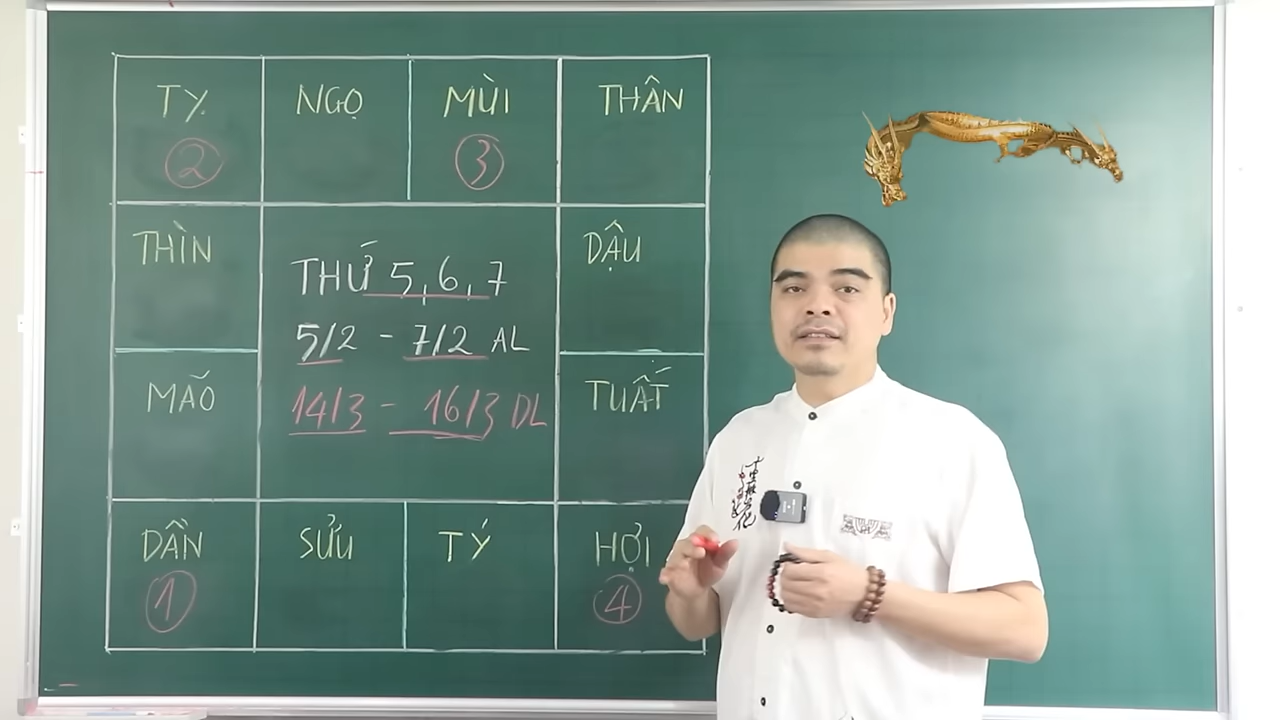 TỴ
NGỌ
MÙI
THÂN
②
③
THÌN
DẬU
THỨ 5, 6, 7
5/2 - 7/2 AL
14/3 - 16/3 DL
MÃO
TUẤT
DẦN
SỬU
TÝ
HỢI
①
④